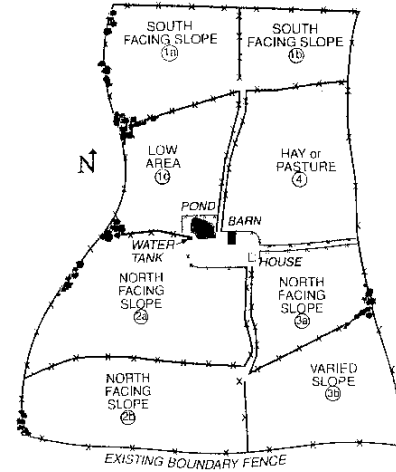 SOUTH
FACING SLOPE
1a
SOUTH
FACING SLOPE
1b
N
LOW
AREA
1c
HAY or
PASTURE
4
POND
BARN
WATER
TANK
HOUSE
NORTH
FACING
SLOPE
2a
NORTH
FACING
SLOPE
3a
NORTH
FACING
SLOPE
2b
VARIED
SLOPE
3b
EXISTING BOUNDARY FENCE